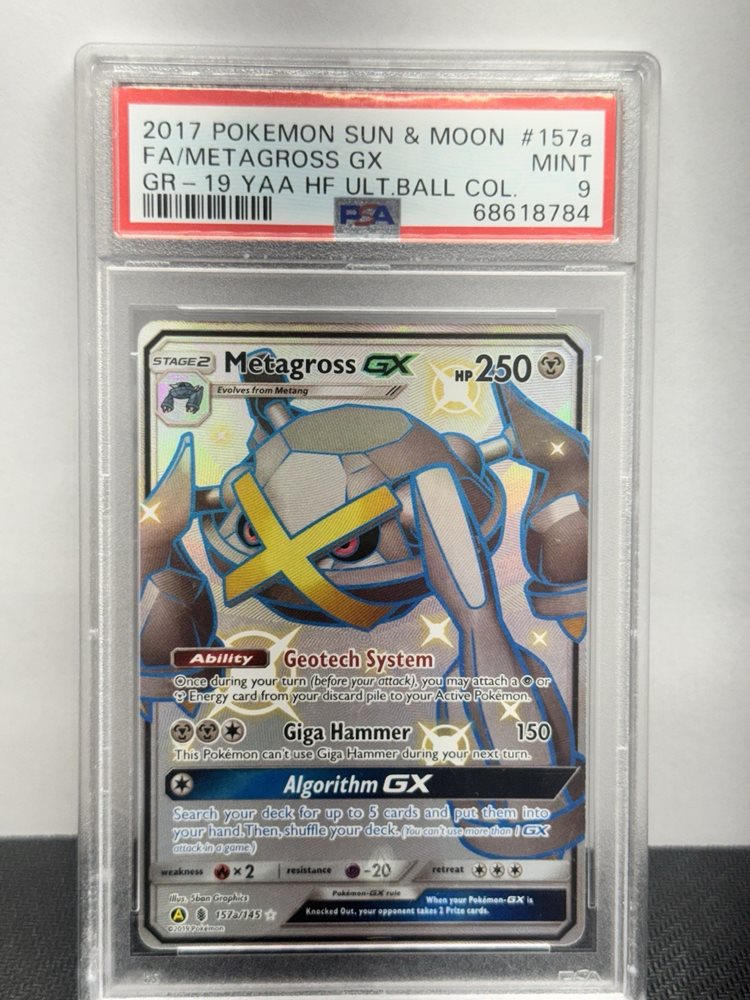 2017 POKEMON SUN & MOON #157a
FA/METAGROSS GX MINT
GR-19 YAA HF ULT.BALL COL. 9
PSA 68618784
STAGE 2 Metagross GX HP 250
Evolves from Metang
Ability Geotech System
Once during your turn (before your attack), you may attach a or
Energy card from your discard pile to your Active Pokémon.
Giga Hammer 150
This Pokémon can't use Giga Hammer during your next turn.
Algorithm GX
Search your deck for up to 5 cards and put them into
your hand. Then, shuffle your deck. (You can't use more than 1 GX
attack in a game.)
weakness ×2 resistance -20 retreat
Illus. 5ban Graphics
Pokémon-GX rule
When your Pokémon-GX is
Knocked Out, your opponent takes 2 Prize cards.
A 157a/145
©2019 Pokémon
PSA